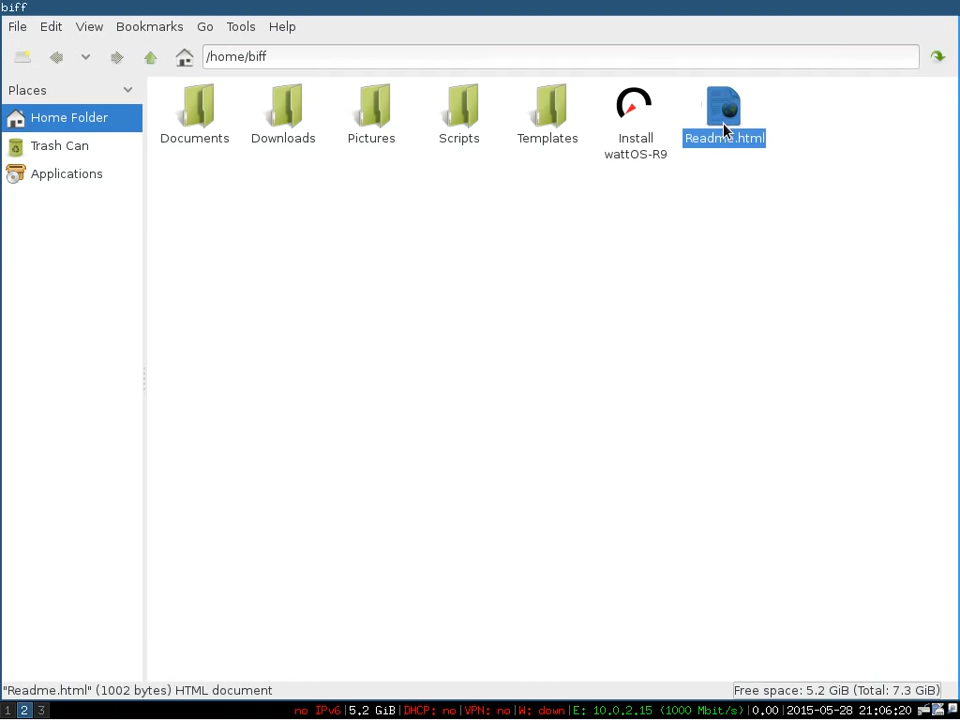 biff
File Edit View Bookmarks Go Tools Help
/home/biff
Places
Home Folder
Trash Can
Applications
Documents Downloads Pictures Scripts Templates Install wattOS-R9 Readme.html
"Readme.html" (1002 bytes) HTML document Free space: 5.2 GiB (Total: 7.3 GiB)
1 2 3 no IPv6|5.2 GiB|DHCP: no|VPN: no|W: down|E: 10.0.2.15 (1000 Mbit/s)|0.00|2015-05-28 21:06:20